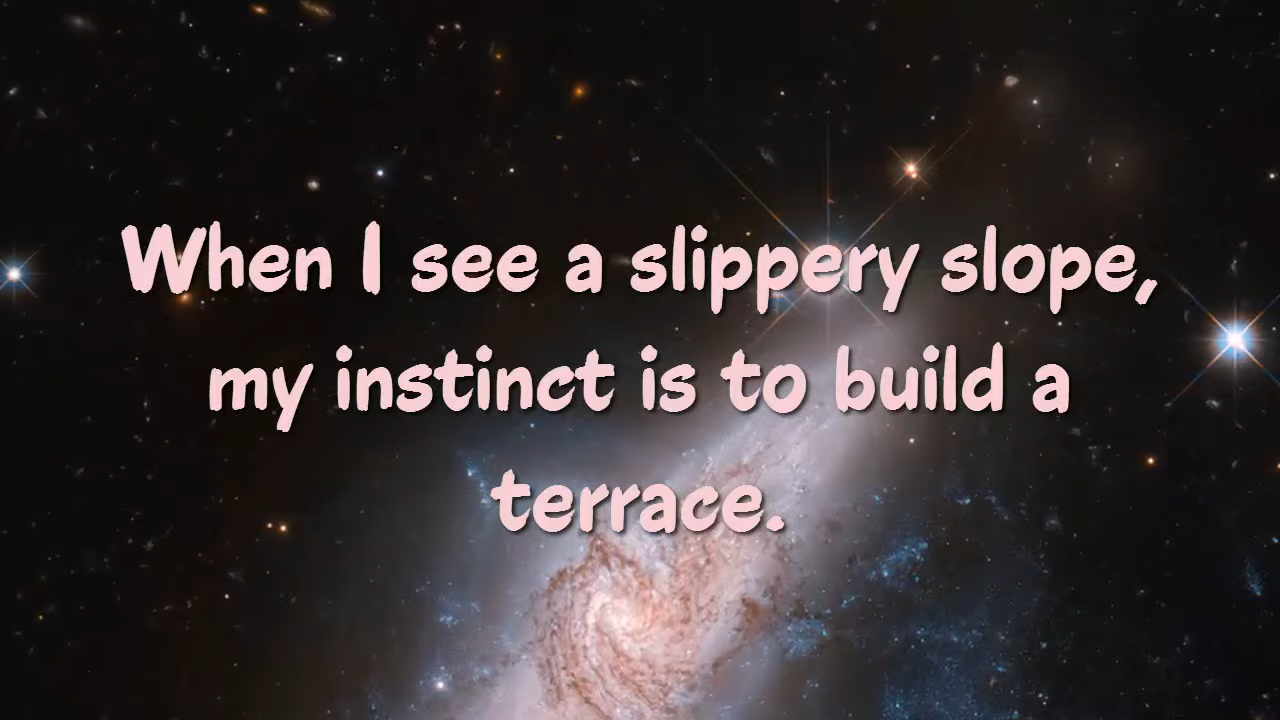 When I see a slippery slope,
my instinct is to build a
terrace.